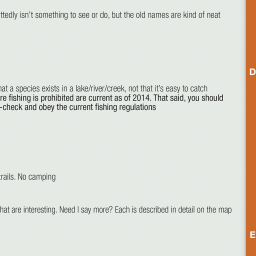 ttedly isn't something to see or do, but the old names are kind of neat
D
at a species exists in a lake/river/creek, not that it's easy to catch
re fishing is prohibited are current as of 2014. That said, you should
-check and obey the current fishing regulations
rails. No camping
hat are interesting. Need I say more? Each is described in detail on the map
E